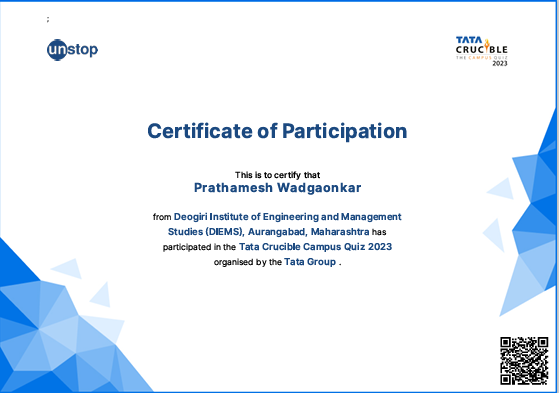 ;
unstop
TATA
CRUCIBLE
THE CAMPUS QUIZ
2023
Certificate of Participation
This is to certify that
Prathamesh Wadgaonkar
from Deogiri Institute of Engineering and Management
Studies (DIEMS), Aurangabad, Maharashtra has
participated in the Tata Crucible Campus Quiz 2023
organised by the Tata Group .